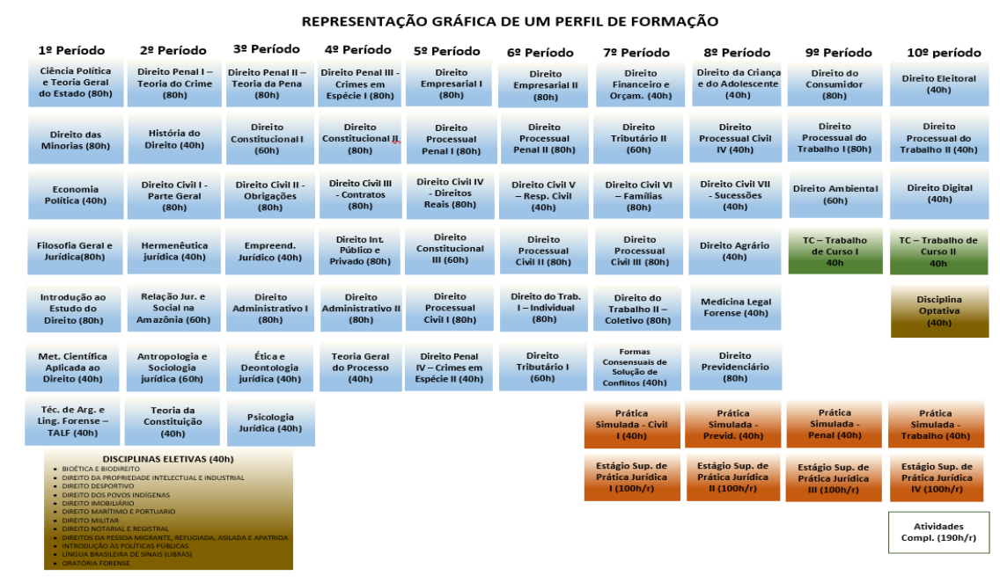 REPRESENTAÇÃO GRÁFICA DE UM PERFIL DE FORMAÇÃO
1º Período
2º Período
3º Período
4º Período
5º Período
6º Período
7º Período
8º Período
9º Período
10º período
Ciência Política
e Teoria Geral
do Estado (80h)
Direito Penal I –
Teoria do Crime
(80h)
Direito Penal II –
Teoria da Pena
(80h)
Direito Penal III -
Crimes em
Espécie I (80h)
Direito
Empresarial I
(80h)
Direito
Empresarial II
(80h)
Direito
Financeiro e
Orçam. (40h)
Direito da Criança
e do Adolescente
(40h)
Direito do
Consumidor
(80h)
Direito Eleitoral
(40h)
Direito das
Minorias (80h)
História do
Direito (40h)
Direito
Constitucional I
(60h)
Direito
Constitucional II
(80h)
Direito
Processual
Penal I (80h)
Direito
Processual
Penal II (80h)
Direito
Tributário II
(60h)
Direito
Processual Civil
IV (40h)
Direito
Processual do
Trabalho I (80h)
Direito
Processual do
Trabalho II (40h)
Economia
Política (40h)
Direito Civil I -
Parte Geral
(80h)
Direito Civil II -
Obrigações
(80h)
Direito Civil III
- Contratos
(80h)
Direito Civil IV
- Direitos
Reais (80h)
Direito Civil V
– Resp. Civil
(40h)
Direito Civil VI
– Famílias
(80h)
Direito Civil VII
- Sucessões
(40h)
Direito Ambiental
(60h)
Direito Digital
(40h)
Filosofia Geral e
Jurídica(80h)
Hermenêutica
jurídica (40h)
Empreend.
Jurídico (40h)
Direito Int.
Público e
Privado (80h)
Direito
Constitucional
III (60h)
Direito
Processual
Civil II (80h)
Direito
Processual
Civil III (80h)
Direito Agrário
(40h)
TC – Trabalho
de Curso I
40h
TC – Trabalho de
Curso II
40h
Introdução ao
Estudo do
Direito (80h)
Relação Jur. e
Social na
Amazônia (60h)
Direito
Administrativo I
(80h)
Direito
Administrativo II
(80h)
Direito
Processual
Civil I (80h)
Direito do Trab.
I – Individual
(80h)
Direito do
Trabalho II –
Coletivo (80h)
Medicina Legal
Forense (40h)
Disciplina
Optativa
(40h)
Met. Científica
Aplicada ao
Direito (40h)
Antropologia e
Sociologia
jurídica (60h)
Ética e
Deontologia
jurídica (40h)
Teoria Geral
do Processo
(40h)
Direito Penal
IV – Crimes em
Espécie II (40h)
Direito
Tributário I
(60h)
Formas
Consensuais de
Solução de
Conflitos (40h)
Direito
Previdenciário
(80h)
Téc. de Arg. e
Ling. Forense –
TALF (40h)
Teoria da
Constituição
(40h)
Psicologia
Jurídica (40h)
Prática
Simulada - Civil
I (40h)
Prática
Simulada -
Previd. (40h)
Prática
Simulada -
Penal (40h)
Prática
Simulada -
Trabalho (40h)
Estágio Sup. de
Prática Jurídica
I (100h/r)
Estágio Sup. de
Prática Jurídica
II (100h/r)
Estágio Sup. de
Prática Jurídica
III (100h/r)
Estágio Sup. de
Prática Jurídica
IV (100h/r)
DISCIPLINAS ELETIVAS (40h)
• BIOÉTICA E BIODIREITO
• DIREITO DA PROPRIEDADE INTELECTUAL E INDUSTRIAL
• DIREITO DESPORTIVO
• DIREITO DOS POVOS INDÍGENAS
• DIREITO IMOBILIÁRIO
• DIREITO MARÍTIMO E PORTUARIO
• DIREITO MILITAR
• DIREITO NOTARIAL E REGISTRAL
• DIREITOS DA PESSOA MIGRANTE, REFUGIADA, ASILADA E APATRIDA
• INTRODUÇÃO ÀS POLÍTICAS PÚBLICAS
• LÍNGUA BRASILEIRA DE SINAIS (LIBRAS)
• ORATÓRIA FORENSE
Atividades
Compl. (190h/r)